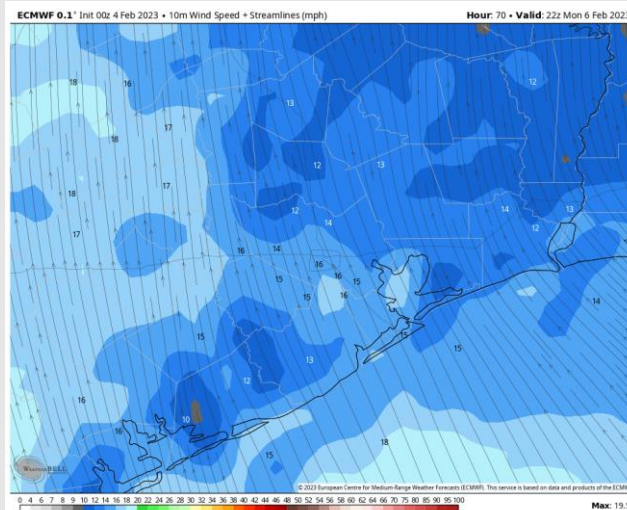 ECMWF 0.1° Init 00z 4 Feb 2023 • 10m Wind Speed + Streamlines (mph) Hour: 70 • Valid: 22z Mon 6 Feb 2023
18 16 12
13
18 17
12 13
18 17
12 14 14 13
17 12
16 14
16
15 16 15
15 16 14
15 15 15
13
12
16
10
16 18
15
WeatherBELL
© 2023 European Centre for Medium-Range Weather Forecasts (ECMWF). This service is based on data and products of the ECMW
0 4 6 7 8 9 10 12 14 16 18 20 22 24 26 28 30 32 34 36 38 40 42 44 46 48 50 52 54 56 58 60 62 64 66 70 75 80 85 90 95 100
Max: 19.5